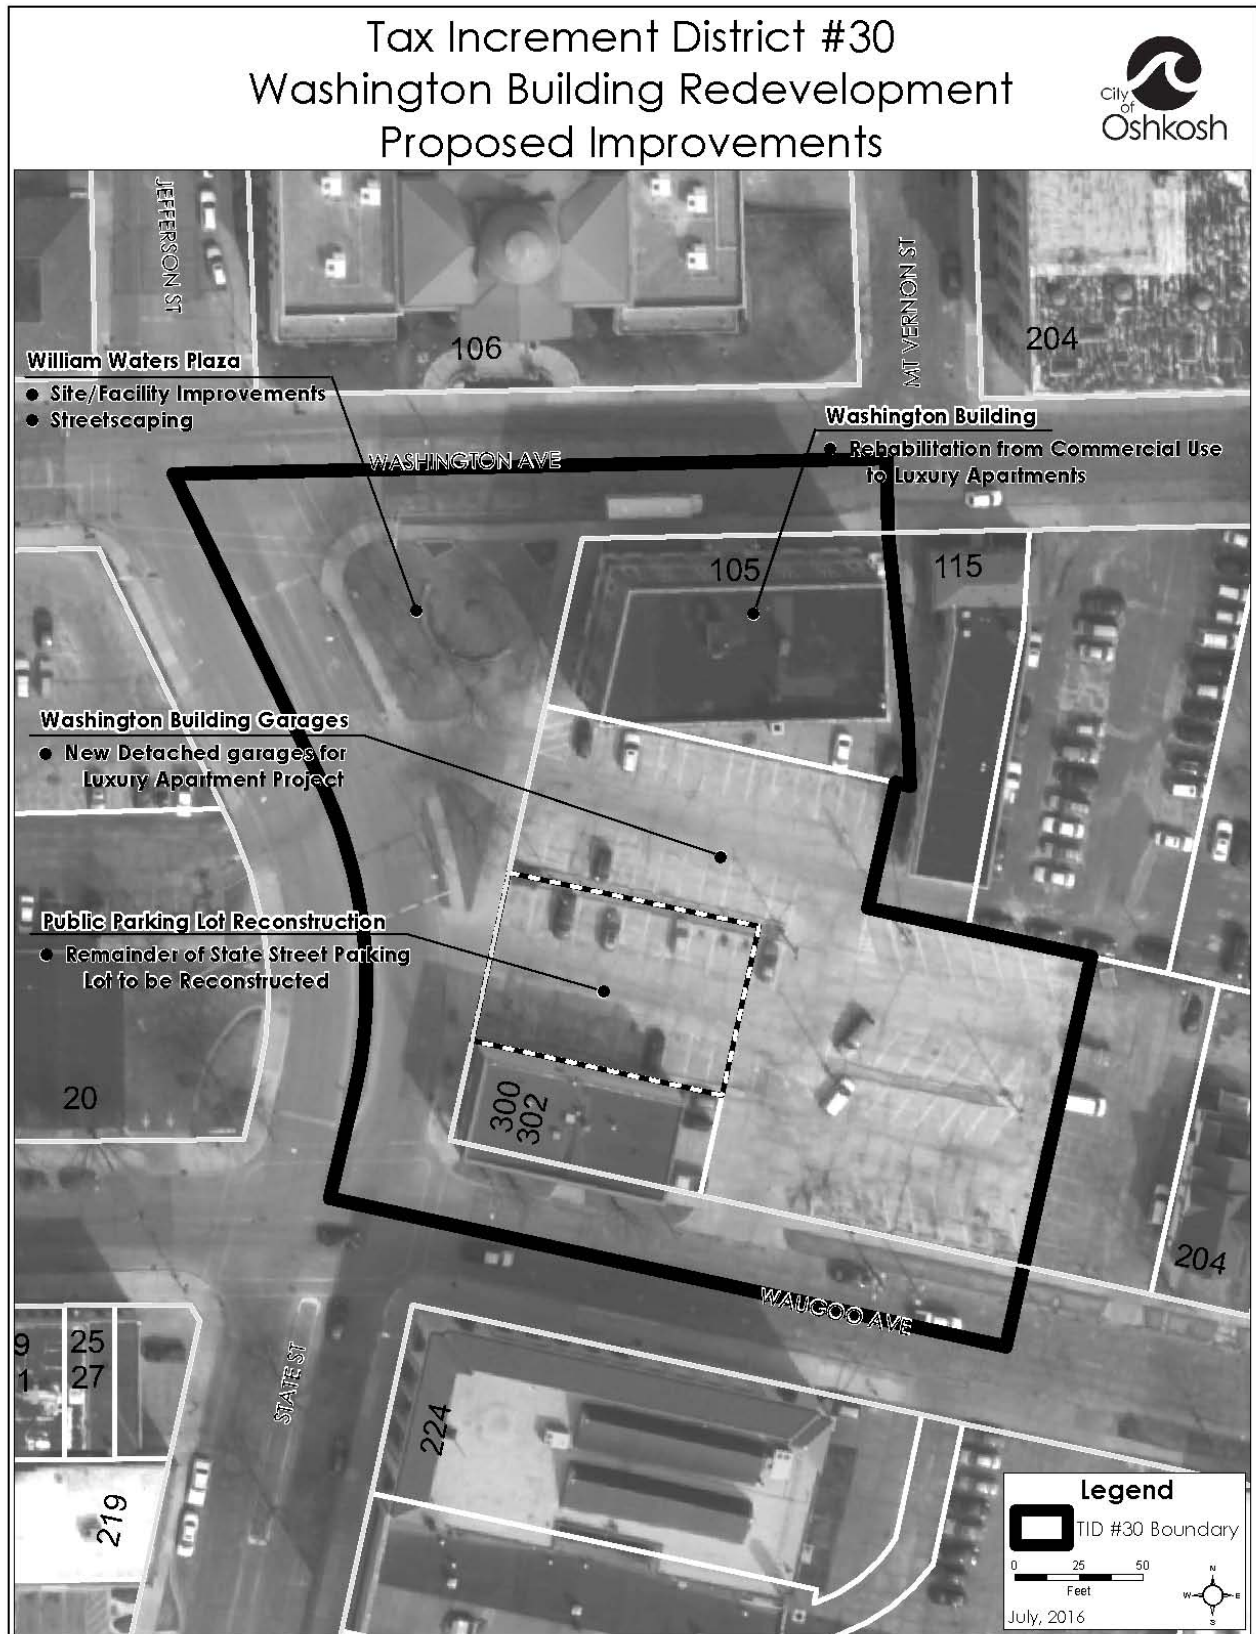 Tax Increment District #30
Washington Building Redevelopment
Proposed Improvements
City
of
Oshkosh
JEFFERSON ST
MT VERNON ST
106
204
William Waters Plaza
● Site/Facility Improvements
● Streetscaping
Washington Building
● Rehabilitation from Commercial Use
to Luxury Apartments
WASHINGTON AVE
105
115
Washington Building Garages
● New Detached garages for
Luxury Apartment Project
Public Parking Lot Reconstruction
● Remainder of State Street Parking
Lot to be Reconstructed
20
300
302
204
WAUGOO AVE
9
1
25
27
STATE ST
224
219
Legend
TID #30 Boundary
0 25 50
Feet
N
W E
S
July, 2016